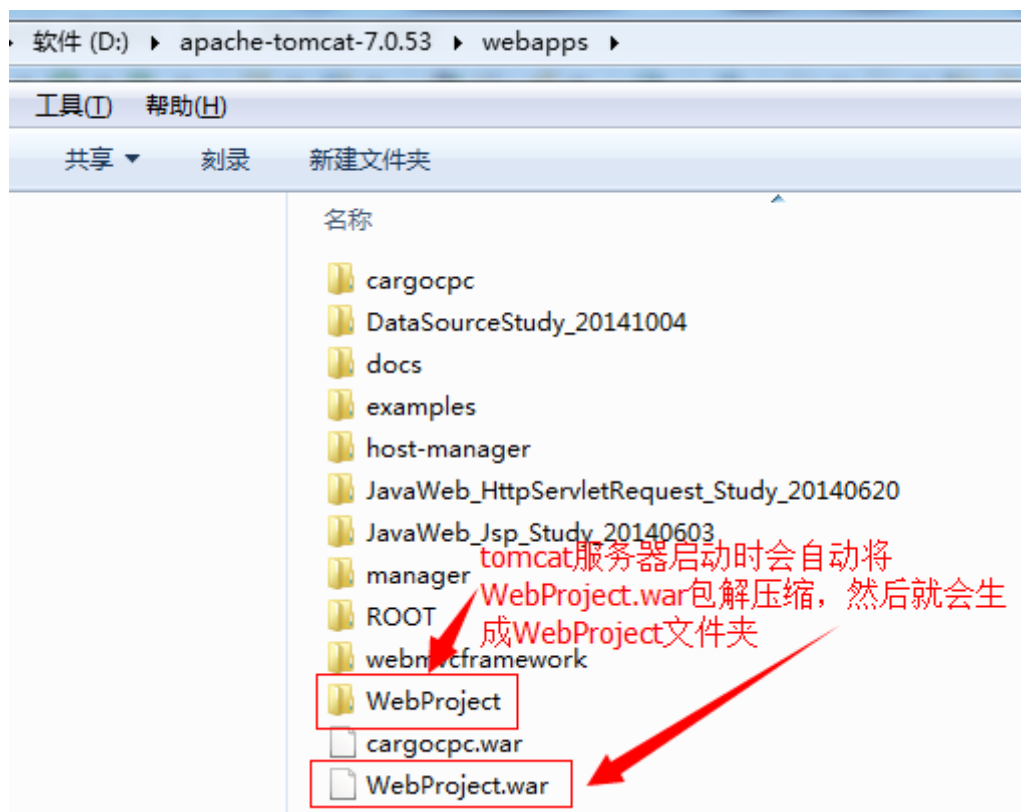 软件 (D:) ▸ apache-tomcat-7.0.53 ▸ webapps ▸
工具(T) 帮助(H)
共享 刻录 新建文件夹
名称
cargocpc
DataSourceStudy_20141004
docs
examples
host-manager
JavaWeb_HttpServletRequest_Study_20140620
JavaWeb_Jsp_Study_20140603
manager
ROOT
webmvcframework
WebProject
cargocpc.war
WebProject.war
tomcat服务器启动时会自动将
WebProject.war包解压缩，然后就会生
成WebProject文件夹